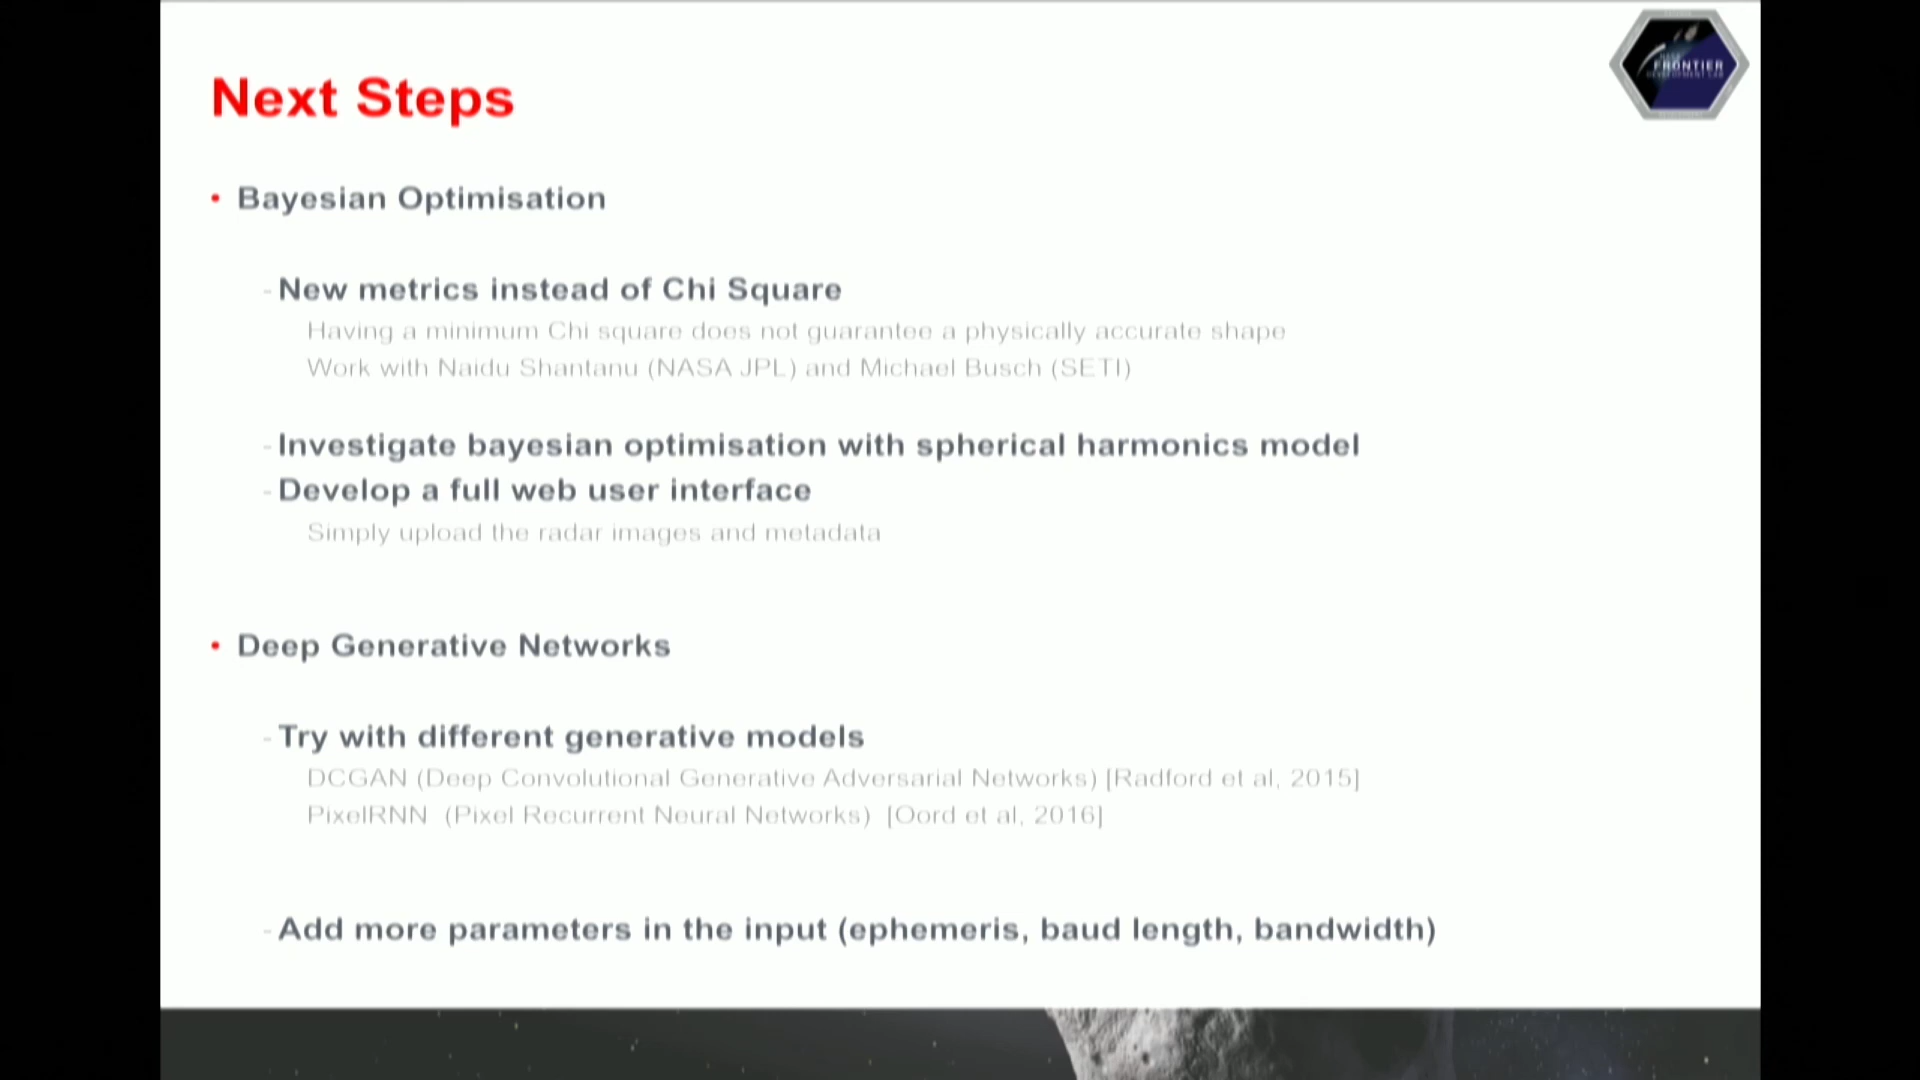 FRONTIER
Next Steps
• Bayesian Optimisation
- New metrics instead of Chi Square
Having a minimum Chi square does not guarantee a physically accurate shape
Work with Naidu Shantanu (NASA JPL) and Michael Busch (SETI)
- Investigate bayesian optimisation with spherical harmonics model
- Develop a full web user interface
Simply upload the radar images and metadata
• Deep Generative Networks
- Try with different generative models
DCGAN (Deep Convolutional Generative Adversarial Networks) [Radford et al, 2015]
PixelRNN (Pixel Recurrent Neural Networks) [Oord et al, 2016]
- Add more parameters in the input (ephemeris, baud length, bandwidth)